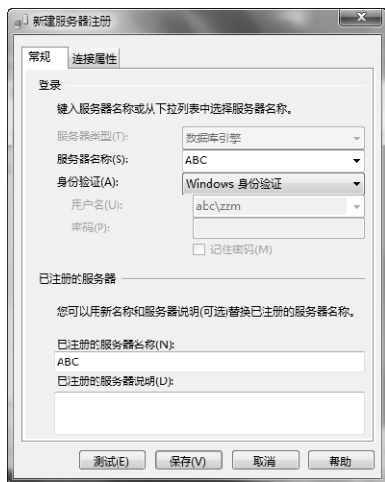 新建服务器注册
常规 连接属性
登录
键入服务器名称或从下拉列表中选择服务器名称。
服务器类型(T): 数据库引擎
服务器名称(S): ABC
身份验证(A): Windows 身份验证
用户名(U): abc\zzm
密码(P):
记住密码(M)
已注册的服务器
您可以用新名称和服务器说明(可选)替换已注册的服务器名称。
已注册的服务器名称(N):
ABC
已注册的服务器说明(D):
测试(E) 保存(V) 取消 帮助